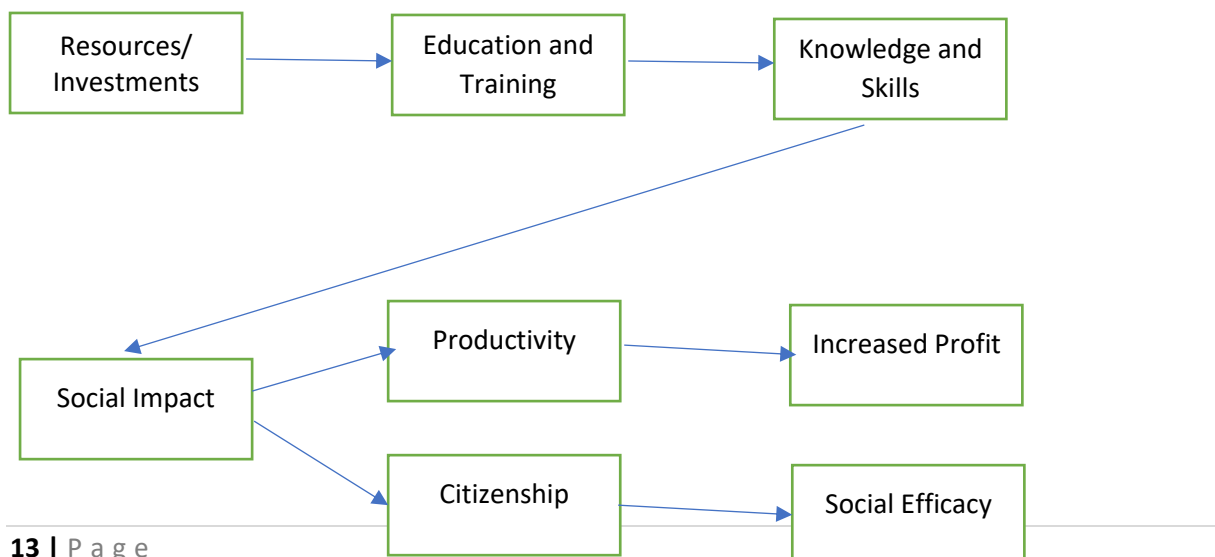 Resources/
Investments
Education and
Training
Knowledge and
Skills
Productivity
Increased Profit
Social Impact
Citizenship
Social Efficacy
13 | P a g e